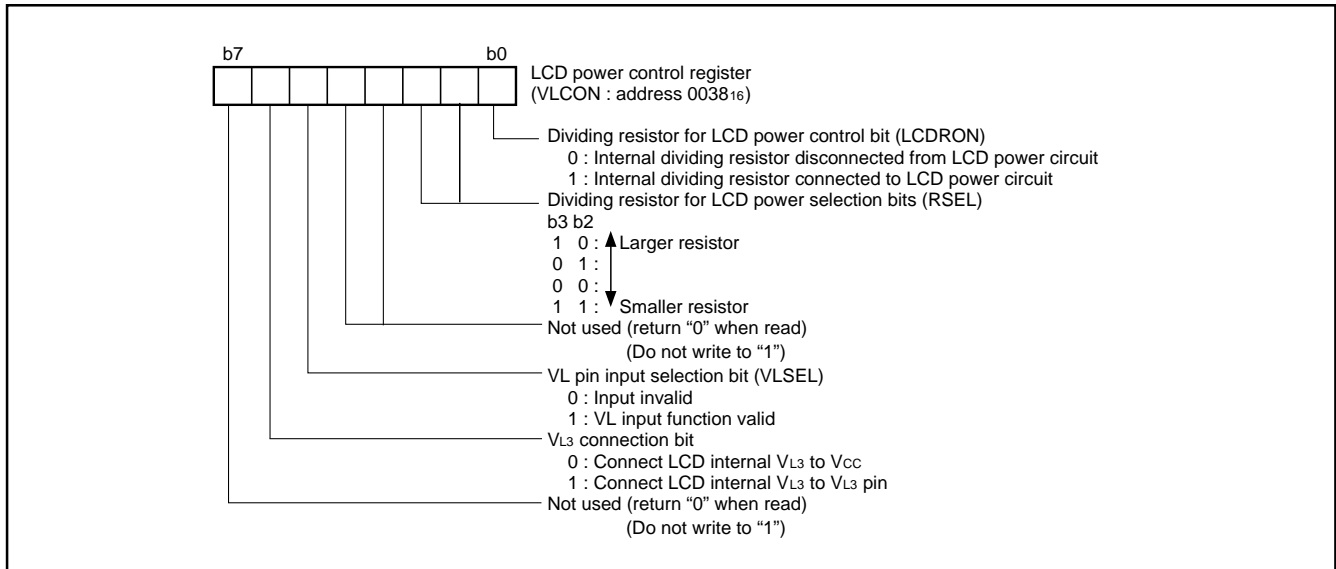 b7 b0
LCD power control register
(VLCON : address 0038₁₆)
Dividing resistor for LCD power control bit (LCDRON)
0 : Internal dividing resistor disconnected from LCD power circuit
1 : Internal dividing resistor connected to LCD power circuit
Dividing resistor for LCD power selection bits (RSEL)
b3 b2
1 0 : Larger resistor
0 1 :
0 0 :
1 1 : Smaller resistor
Not used (return “0” when read)
(Do not write to “1”)
VL pin input selection bit (VLSEL)
0 : Input invalid
1 : VL input function valid
VL3 connection bit
0 : Connect LCD internal VL3 to VCC
1 : Connect LCD internal VL3 to VL3 pin
Not used (return “0” when read)
(Do not write to “1”)